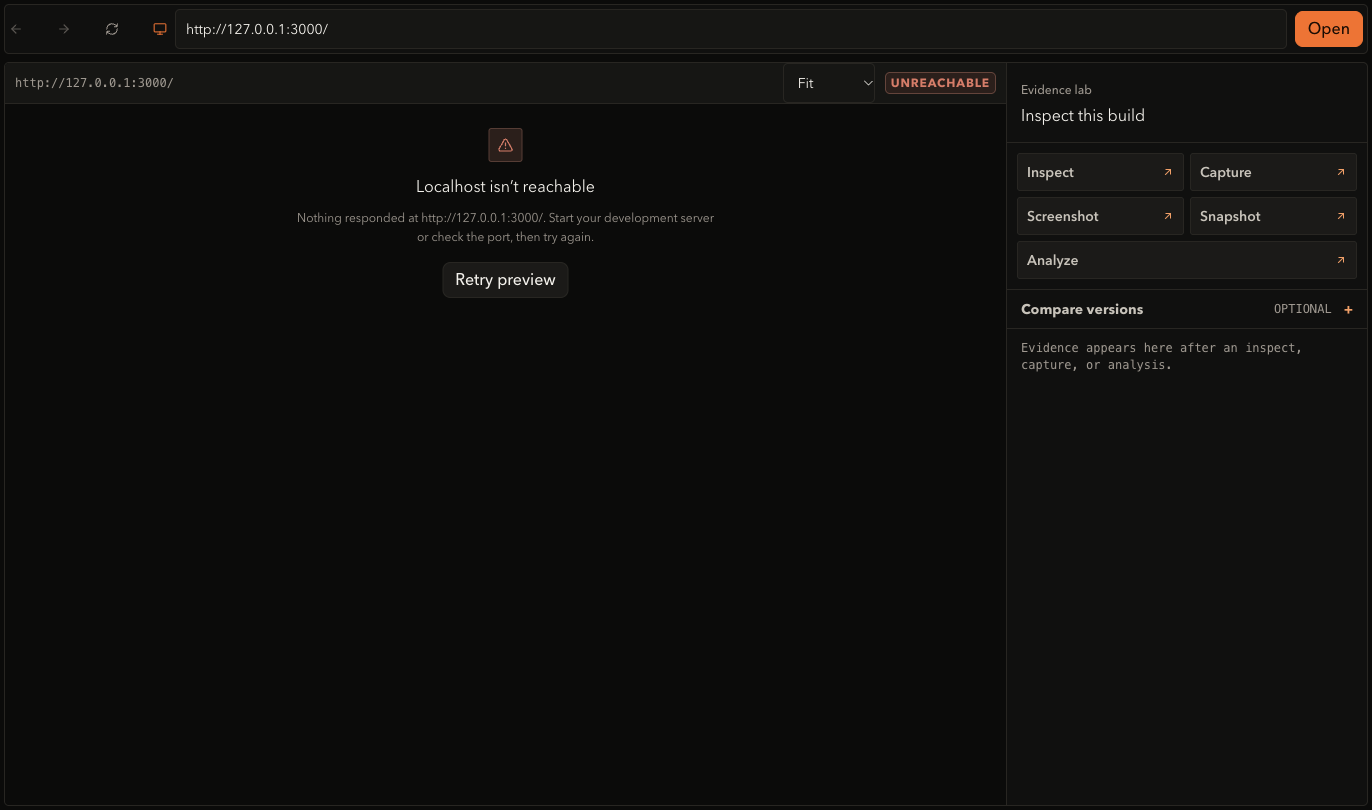 http://127.0.0.1:3000/
Open
http://127.0.0.1:3000/
Fit
UNREACHABLE
Localhost isn’t reachable
Nothing responded at http://127.0.0.1:3000/. Start your development server
or check the port, then try again.
Retry preview
Evidence lab
Inspect this build
Inspect
Capture
Screenshot
Snapshot
Analyze
Compare versions
OPTIONAL +
Evidence appears here after an inspect,
capture, or analysis.